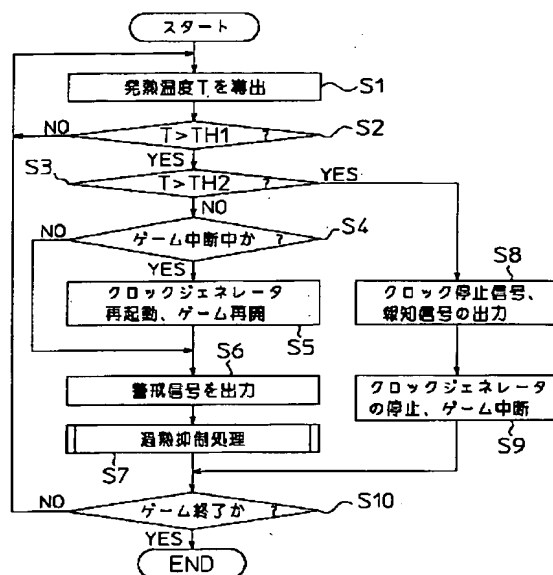 スタート
発熱温度Tを導出
S1
NO
T>TH1 ?
S2
YES
S3
T>TH2 ?
YES
NO
S4
NO
ゲーム中断中か ?
YES
S8
クロックジェネレータ
再起動、ゲーム再開
S5
クロック停止信号、
報知信号の出力
S6
警戒信号を出力
クロックジェネレータ
の停止、ゲーム中断
S9
過熱抑制処理
S7
NO
ゲーム終了か ?
S10
YES
END